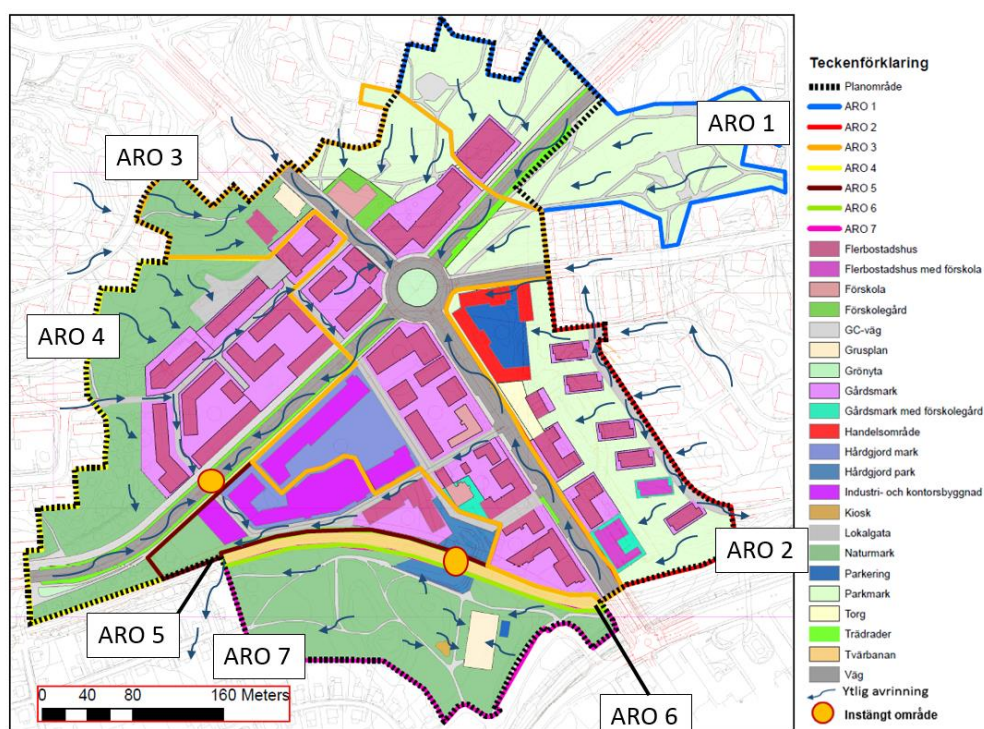 ARO 1
ARO 3
ARO 4
ARO 2
ARO 5
ARO 7
ARO 6
0 40 80 160 Meters
Teckenförklaring
Planområde
ARO 1
ARO 2
ARO 3
ARO 4
ARO 5
ARO 6
ARO 7
Flerbostadshus
Flerbostadshus med förskola
Förskola
Förskolegård
GC-väg
Grusplan
Grönyta
Gårdsmark
Gårdsmark med förskolegård
Handelsområde
Hårdgjord mark
Hårdgjord park
Industri- och kontorsbyggnad
Kiosk
Lokalgata
Naturmark
Parkering
Parkmark
Torg
Trädrader
Tvärbanan
Väg
Ytlig avrinning
Instängt område